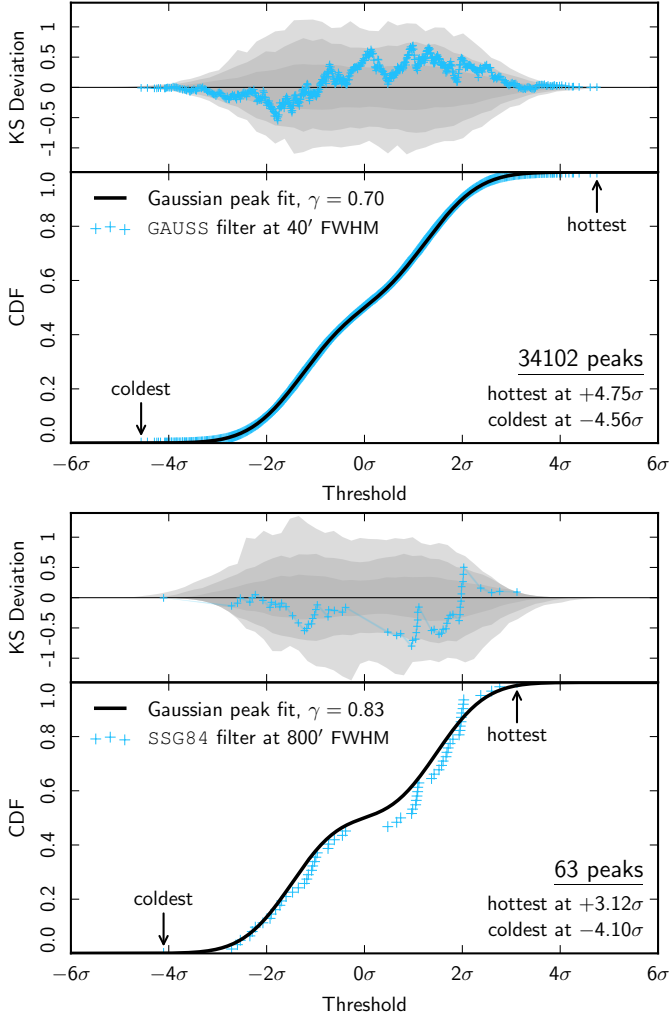 KS Deviation
1
0.5
0
-0.5
-1
CDF
1.0
0.8
0.6
0.4
0.2
0.0
Gaussian peak fit, γ = 0.70
GAUSS filter at 40′ FWHM
hottest
coldest
34102 peaks
hottest at +4.75σ
coldest at −4.56σ
−6σ −4σ −2σ 0σ 2σ 4σ 6σ
Threshold
KS Deviation
1
0.5
0
-0.5
-1
CDF
1.0
0.8
0.6
0.4
0.2
0.0
Gaussian peak fit, γ = 0.83
SSG84 filter at 800′ FWHM
hottest
coldest
63 peaks
hottest at +3.12σ
coldest at −4.10σ
−6σ −4σ −2σ 0σ 2σ 4σ 6σ
Threshold